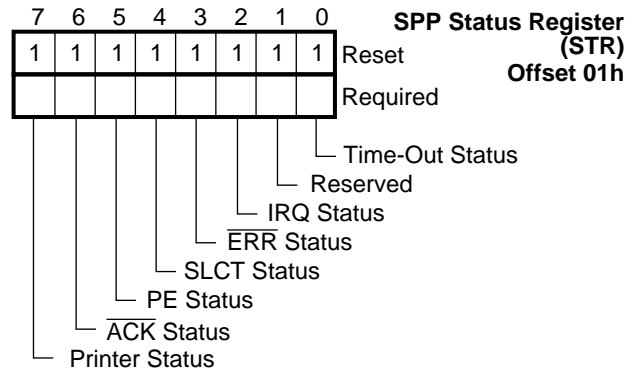 7 6 5 4 3 2 1 0
SPP Status Register
(STR)
Offset 01h
1 1 1 1 1 1 1 1 Reset
Required
Time-Out Status
Reserved
IRQ Status
E̅R̅R̅ Status
SLCT Status
PE Status
A̅C̅K̅ Status
Printer Status